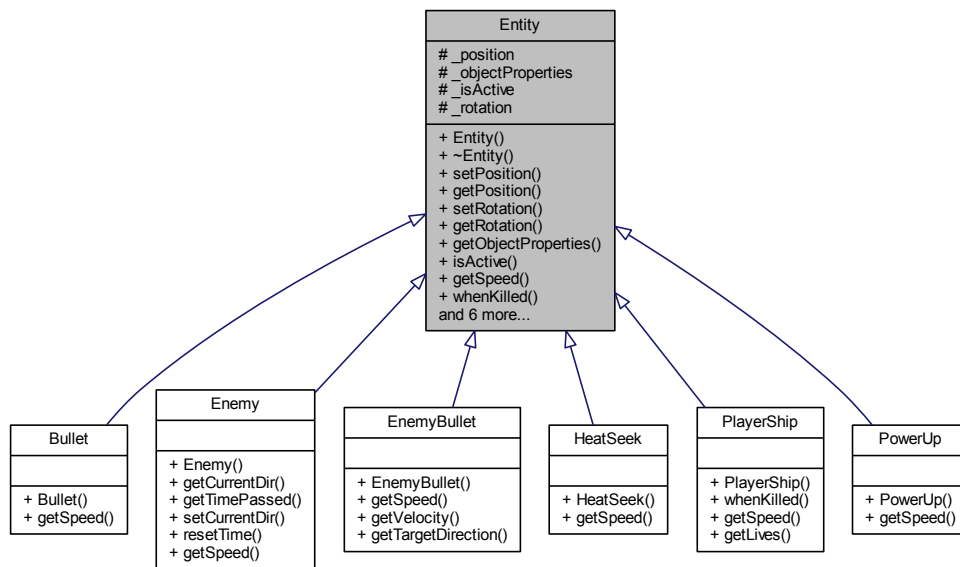 Entity
# _position
# _objectProperties
# _isActive
# _rotation
+ Entity()
+ ~Entity()
+ setPosition()
+ getPosition()
+ setRotation()
+ getRotation()
+ getObjectProperties()
+ isActive()
+ getSpeed()
+ whenKilled()
and 6 more...
Bullet
+ Bullet()
+ getSpeed()
Enemy
+ Enemy()
+ getCurrentDir()
+ getTimePassed()
+ setCurrentDir()
+ resetTime()
+ getSpeed()
EnemyBullet
+ EnemyBullet()
+ getSpeed()
+ getVelocity()
+ getTargetDirection()
HeatSeek
+ HeatSeek()
+ getSpeed()
PlayerShip
+ PlayerShip()
+ whenKilled()
+ getSpeed()
+ getLives()
PowerUp
+ PowerUp()
+ getSpeed()